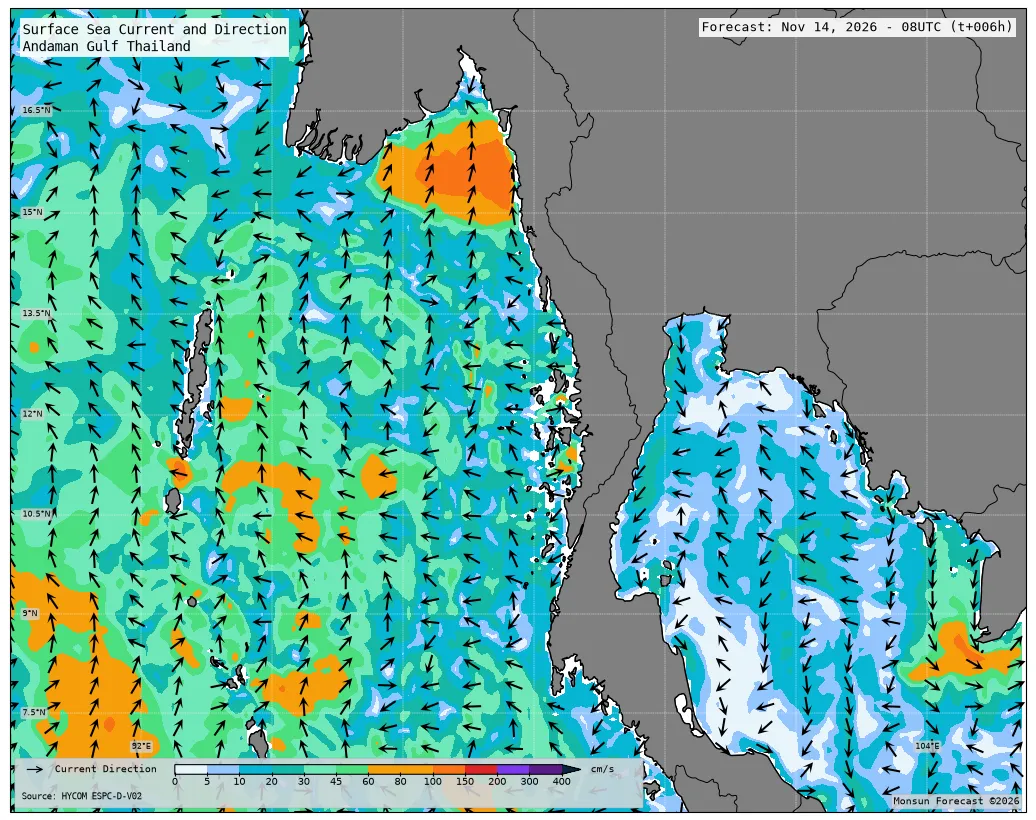 Surface Sea Current and Direction
Andaman Gulf Thailand
Forecast: Nov 14, 2026 - 08UTC (t+006h)
16.5°N
15°N
13.5°N
12°N
10.5°N
9°N
7.5°N
92°E
104°E
Current Direction
0 5 10 20 30 45 60 80 100 150 200 300 400
cm/s
Source: HYCOM ESPC-D-V02
Monsun Forecast ©2026